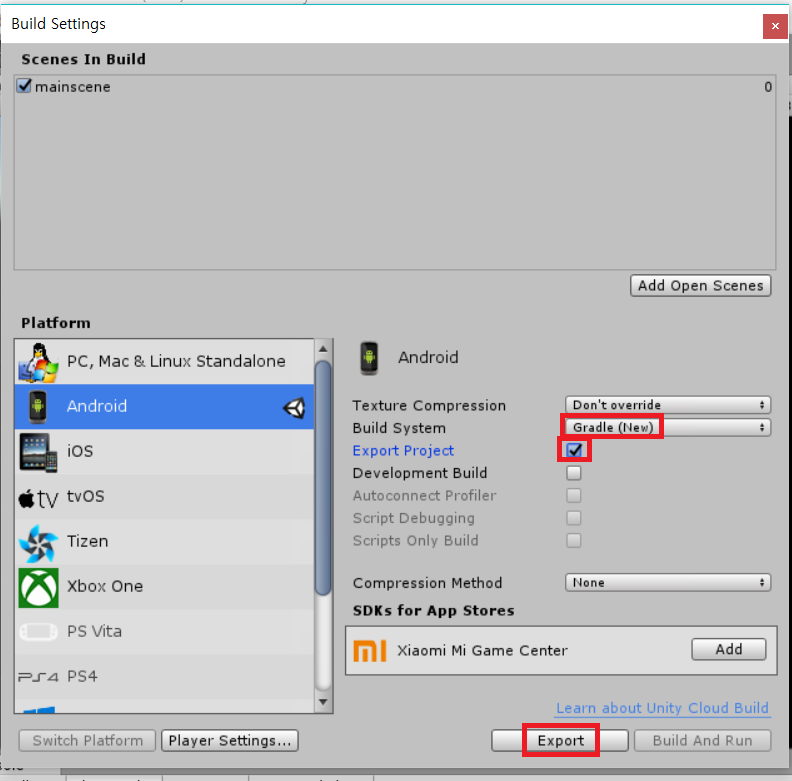 Build Settings
Scenes In Build
mainscene 0
Add Open Scenes
Platform
PC, Mac & Linux Standalone
Android
iOS
tv tvOS
Tizen
Xbox One
PS Vita
PS4 PS4
Android
Texture Compression Don't override
Build System Gradle (New)
Export Project
Development Build
Autoconnect Profiler
Script Debugging
Scripts Only Build
Compression Method None
SDKs for App Stores
MI Xiaomi Mi Game Center Add
Learn about Unity Cloud Build
Switch Platform Player Settings... Export Build And Run